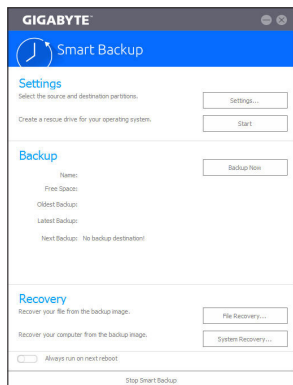 GIGABYTE™
Smart Backup
Settings
Select the source and destination partitions.
Settings...
Create a rescue drive for your operating system.
Start
Backup
Backup Now
Name:
Free Space:
Oldest Backup:
Latest Backup:
Next Backup: No backup destination!
Recovery
Recover your file from the backup image.
File Recovery...
Recover your computer from the backup image.
System Recovery...
Always run on next reboot
Stop Smart Backup